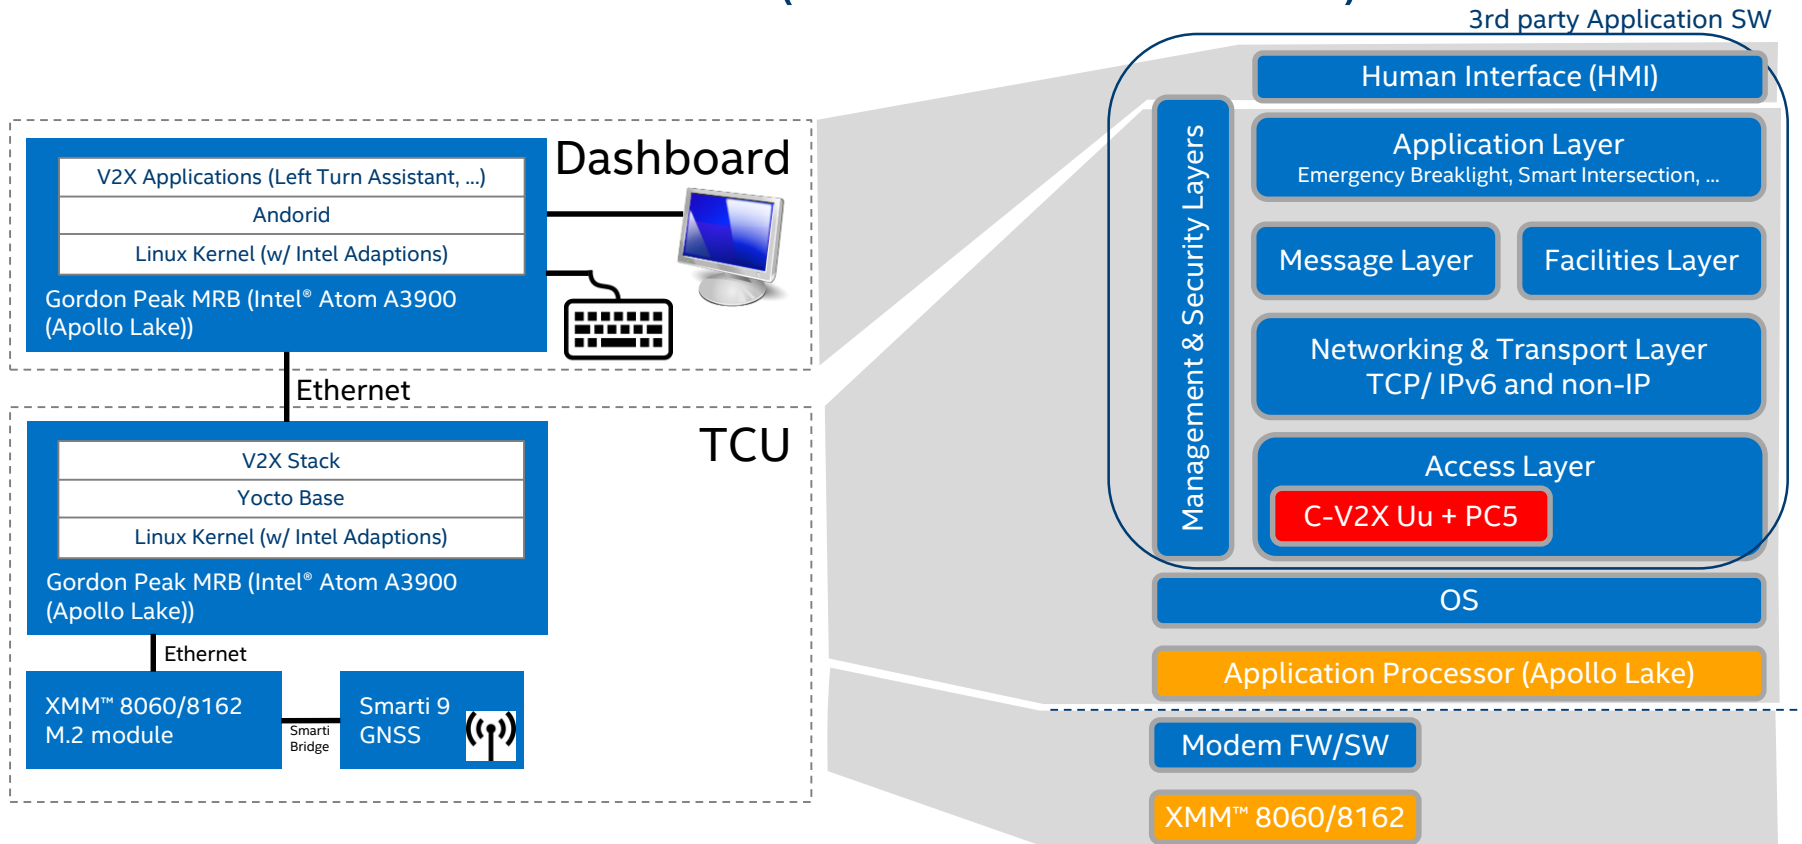 3rd party Application SW
Dashboard
V2X Applications (Left Turn Assistant, ...)
Andorid
Linux Kernel (w/ Intel Adaptions)
Gordon Peak MRB (Intel® Atom A3900
(Apollo Lake))
Ethernet
TCU
V2X Stack
Yocto Base
Linux Kernel (w/ Intel Adaptions)
Gordon Peak MRB (Intel® Atom A3900
(Apollo Lake))
Ethernet
XMM™ 8060/8162
M.2 module
Smarti
Bridge
Smarti 9
GNSS
Human Interface (HMI)
Management & Security Layers
Application Layer
Emergency Breaklight, Smart Intersection, ...
Message Layer
Facilities Layer
Networking & Transport Layer
TCP/ IPv6 and non-IP
Access Layer
C-V2X Uu + PC5
OS
Application Processor (Apollo Lake)
Modem FW/SW
XMM™ 8060/8162